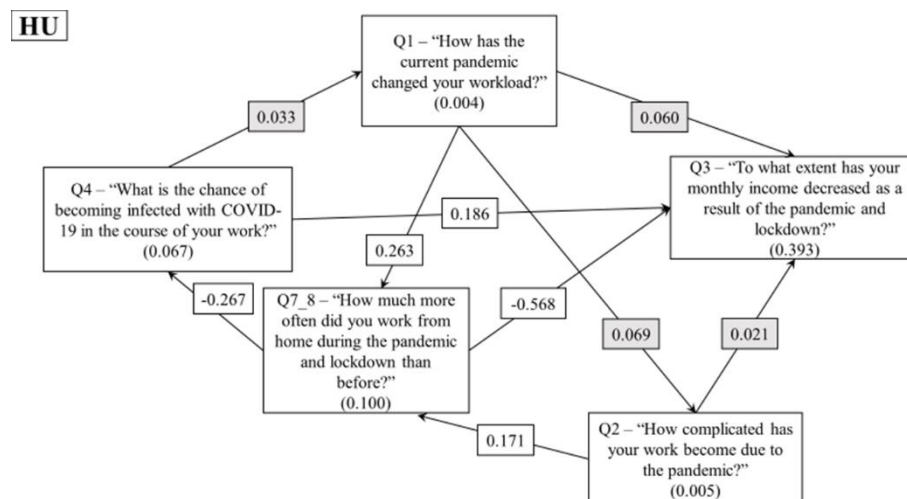 HU
Q1 – “How has the
current pandemic
changed your workload?”
(0.004)
0.033
0.060
Q4 – “What is the chance of
becoming infected with COVID-
19 in the course of your work?”
(0.067)
Q3 – “To what extent has your
monthly income decreased as a
result of the pandemic and
lockdown?”
(0.393)
0.186
0.263
-0.267
-0.568
Q7_8 – “How much more
often did you work from
home during the pandemic
and lockdown than
before?”
(0.100)
0.069
0.021
0.171
Q2 – “How complicated has
your work become due to
the pandemic?”
(0.005)